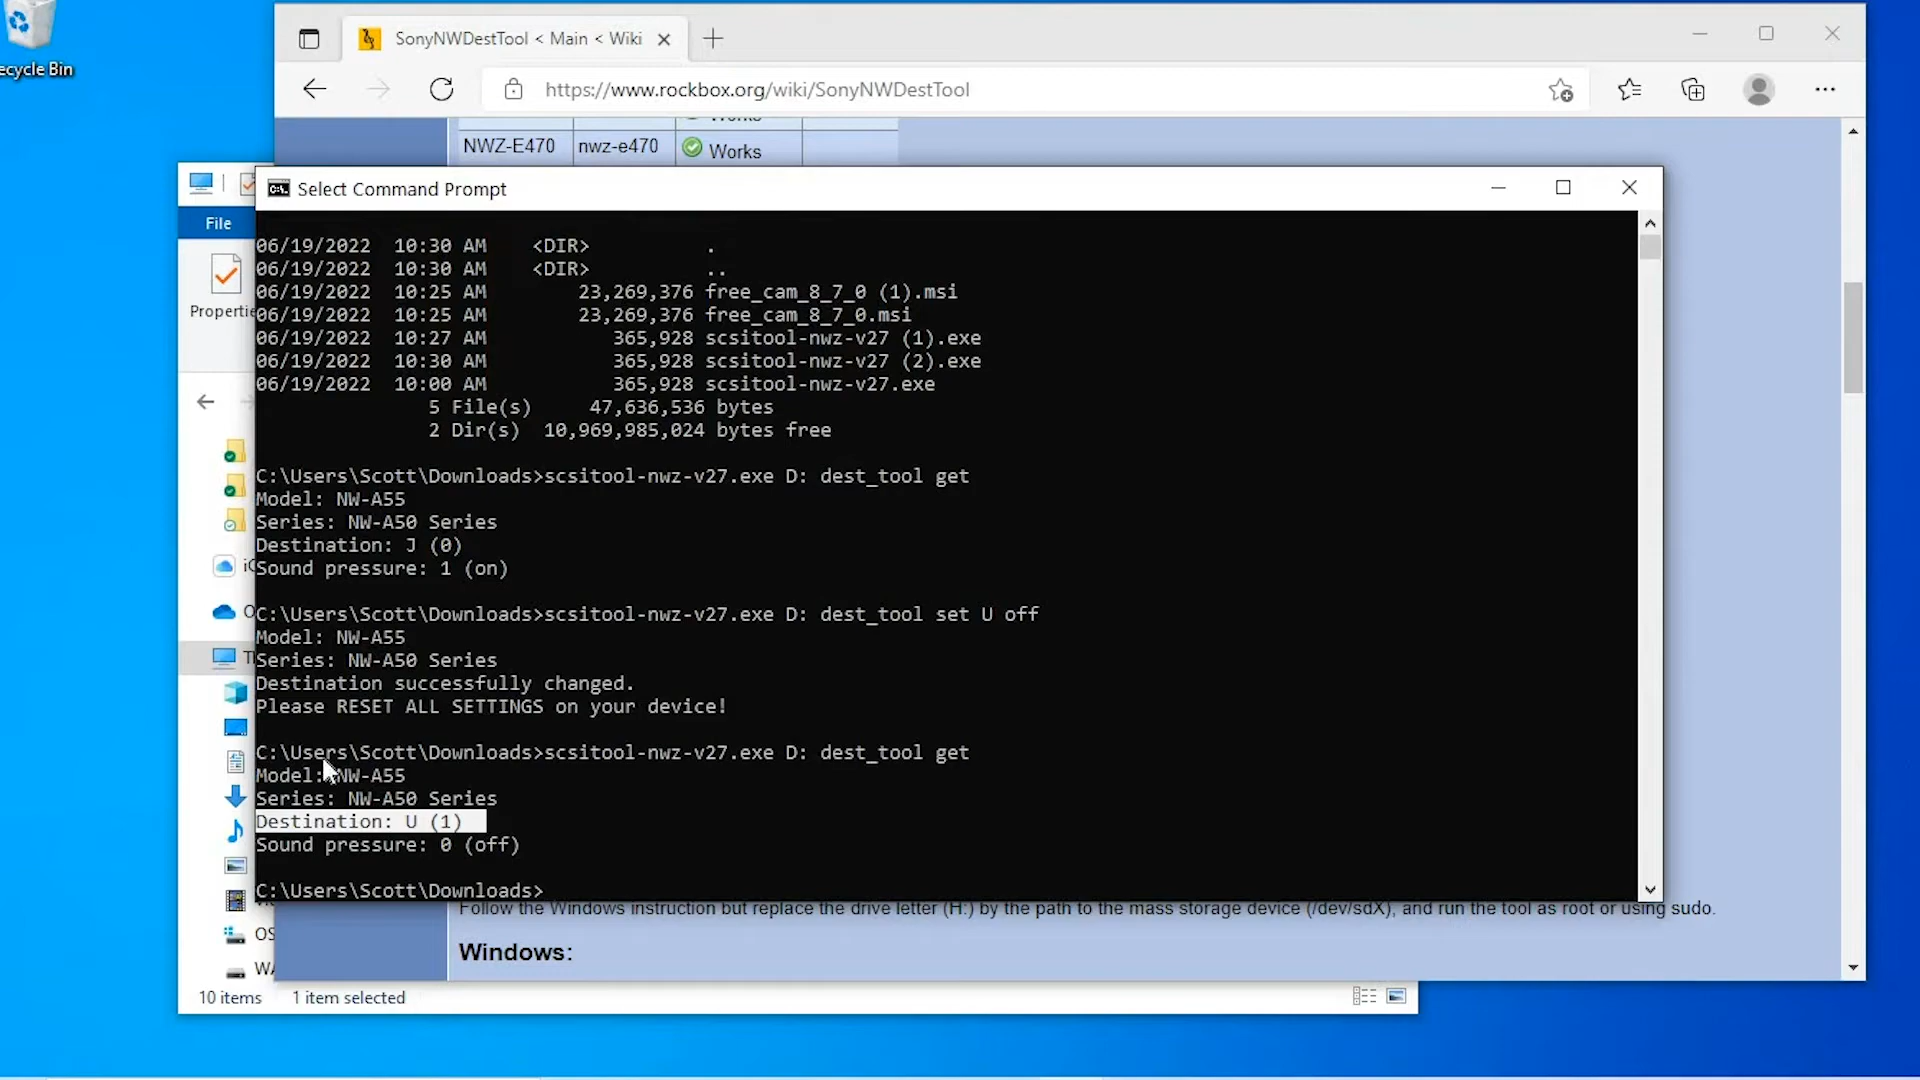 ecycle Bin
SonyNWDestTool < Main < Wiki
https://www.rockbox.org/wiki/SonyNWDestTool
Works
NWZ-E470 nwz-e470 Works
File
Select Command Prompt
06/19/2022 10:30 AM <DIR> .
06/19/2022 10:30 AM <DIR> ..
06/19/2022 10:25 AM 23,269,376 free_cam_8_7_0 (1).msi
06/19/2022 10:25 AM 23,269,376 free_cam_8_7_0.msi
06/19/2022 10:27 AM 365,928 scsitool-nwz-v27 (1).exe
06/19/2022 10:30 AM 365,928 scsitool-nwz-v27 (2).exe
06/19/2022 10:00 AM 365,928 scsitool-nwz-v27.exe
5 File(s) 47,636,536 bytes
2 Dir(s) 10,969,985,024 bytes free
C:\Users\Scott\Downloads>scsitool-nwz-v27.exe D: dest_tool get
Model: NW-A55
Series: NW-A50 Series
Destination: J (0)
Sound pressure: 1 (on)
C:\Users\Scott\Downloads>scsitool-nwz-v27.exe D: dest_tool set U off
Model: NW-A55
Series: NW-A50 Series
Destination successfully changed.
Please RESET ALL SETTINGS on your device!
C:\Users\Scott\Downloads>scsitool-nwz-v27.exe D: dest_tool get
Model: NW-A55
Series: NW-A50 Series
Destination: U (1)
Sound pressure: 0 (off)
C:\Users\Scott\Downloads>
Propertie
OS
WA
Follow the Windows instruction but replace the drive letter (H:) by the path to the mass storage device (/dev/sdX), and run the tool as root or using sudo.
Windows:
10 items 1 item selected